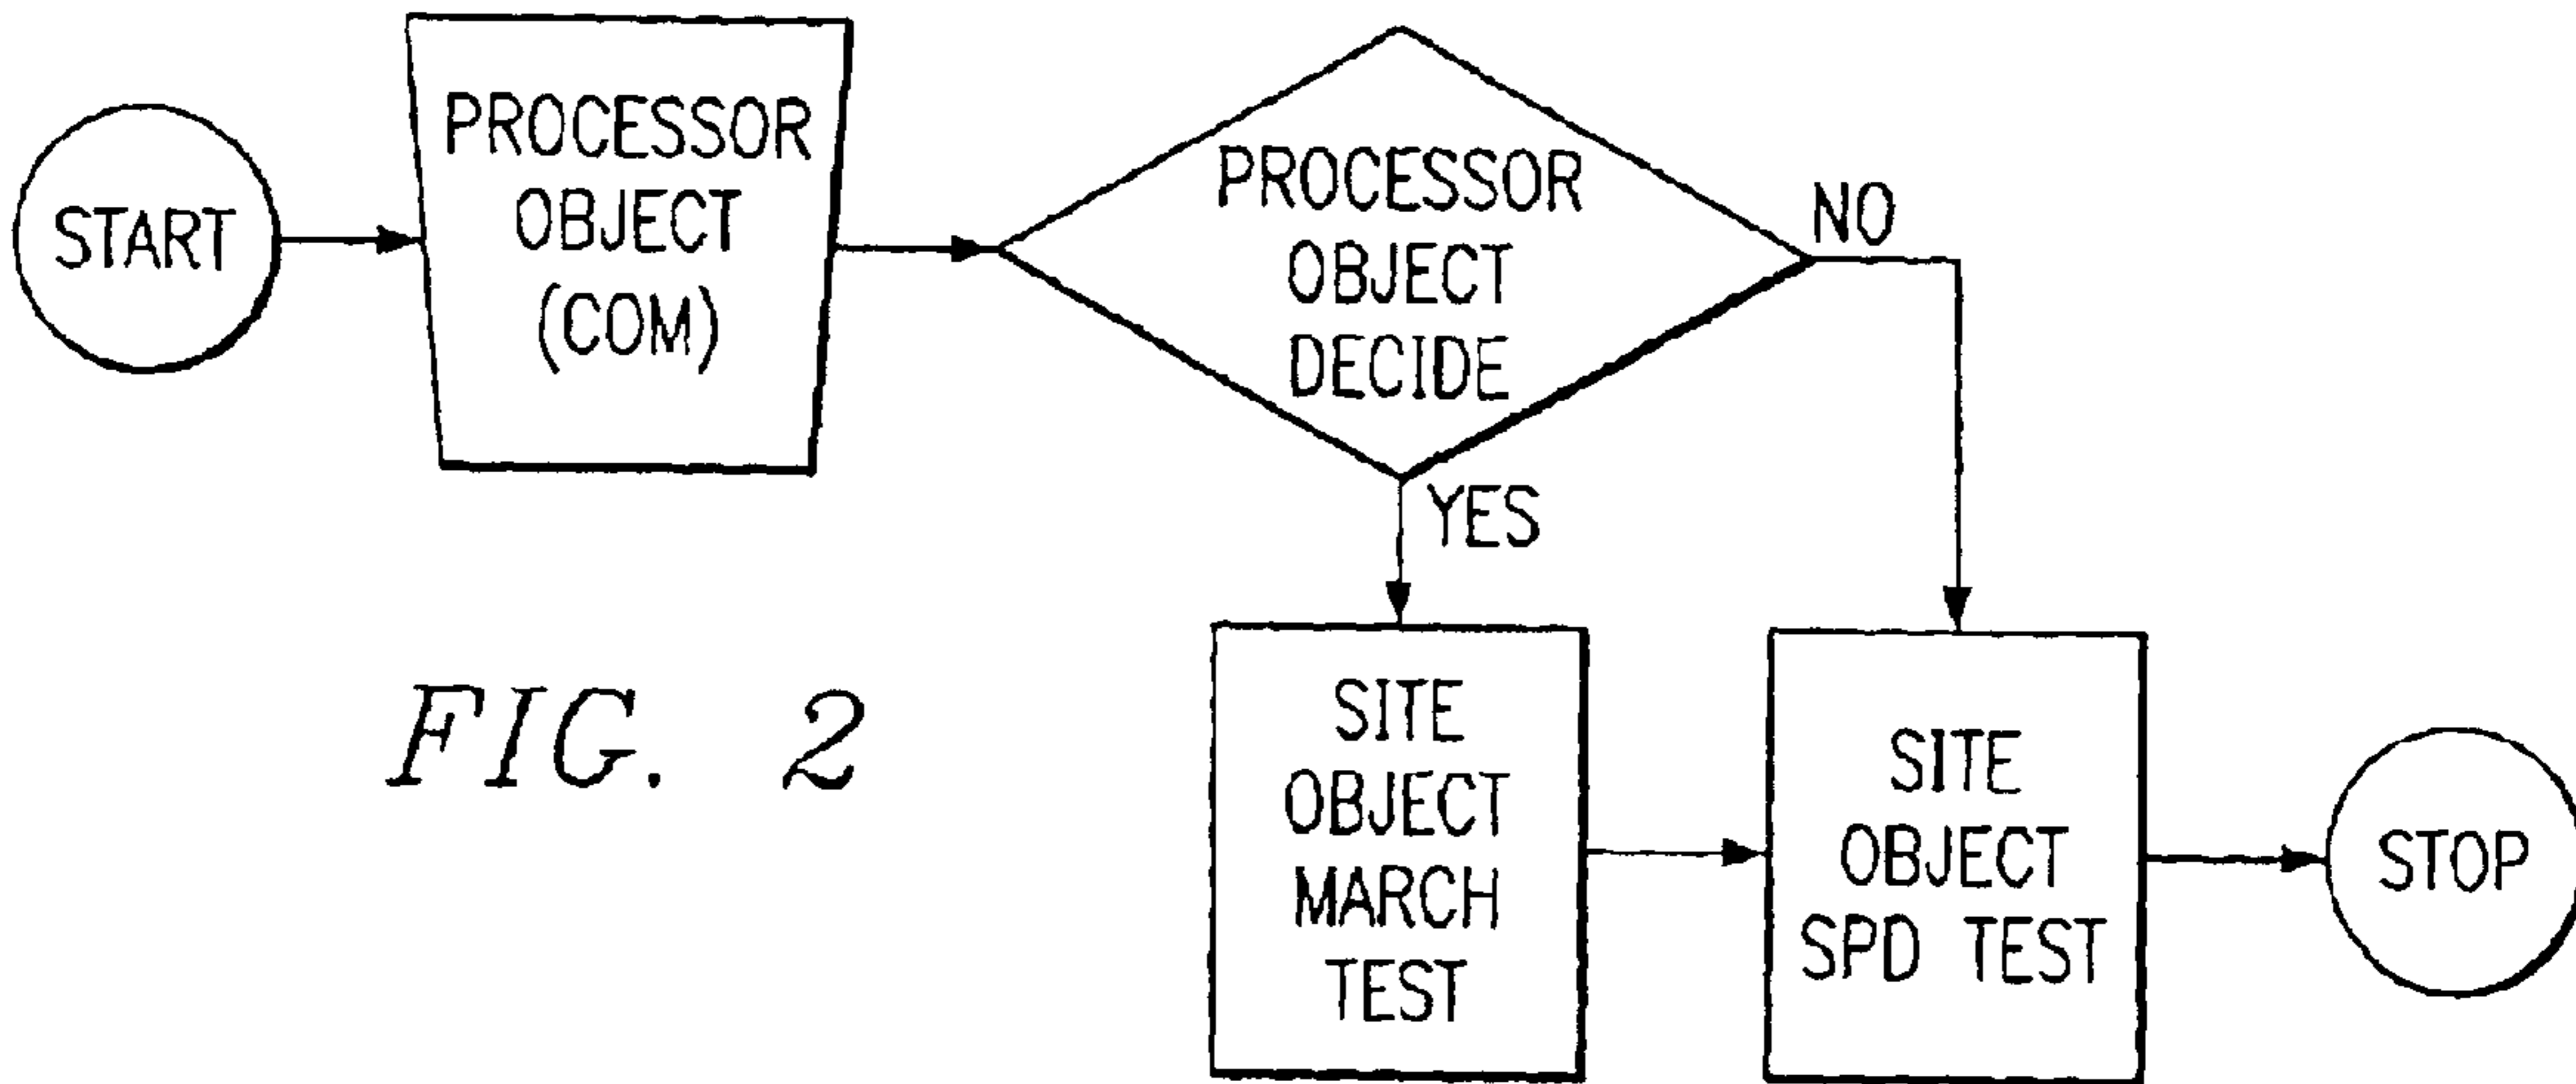 START
PROCESSOR
OBJECT
(COM)
PROCESSOR
OBJECT
DECIDE
NO
YES
SITE
OBJECT
MARCH
TEST
SITE
OBJECT
SPD TEST
STOP
FIG. 2